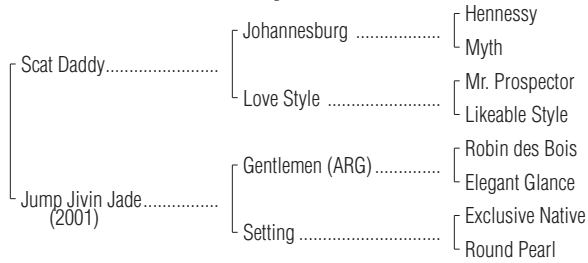 Hennessy
Johannesburg ..................
Myth
Scat Daddy........................
Mr. Prospector
Love Style ........................
Likeable Style
Robin des Bois
Gentlemen (ARG)..............
Elegant Glance
Jump Jivin Jade................
(2001)
Exclusive Native
Setting ..............................
Round Pearl